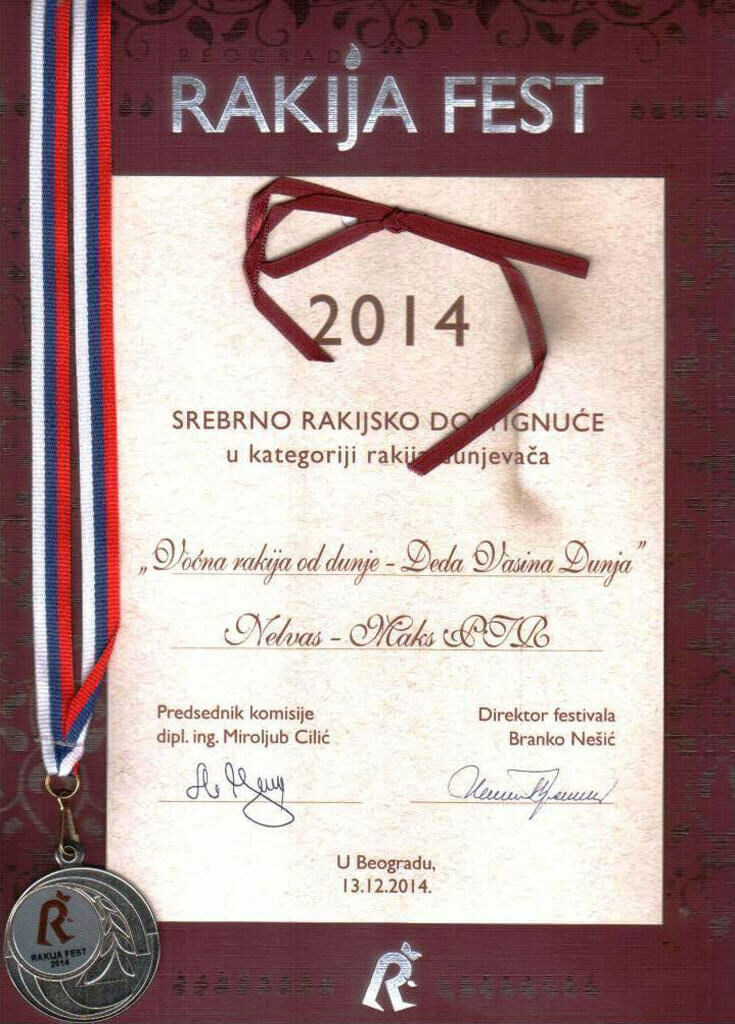 BEOGRAD
RAKIJA FEST
2014
SREBRNO RAKIJSKO DOSTIGNUĆE
u kategoriji rakija dunjevača
„Voćna rakija od dunje - Deda Vasina Dunja”
Nelvas - Maks PTR
Predsednik komisije
dipl. ing. Miroljub Cilić
Direktor festivala
Branko Nešić
U Beogradu,
13.12.2014.
R
RAKIJA FEST
2014
R